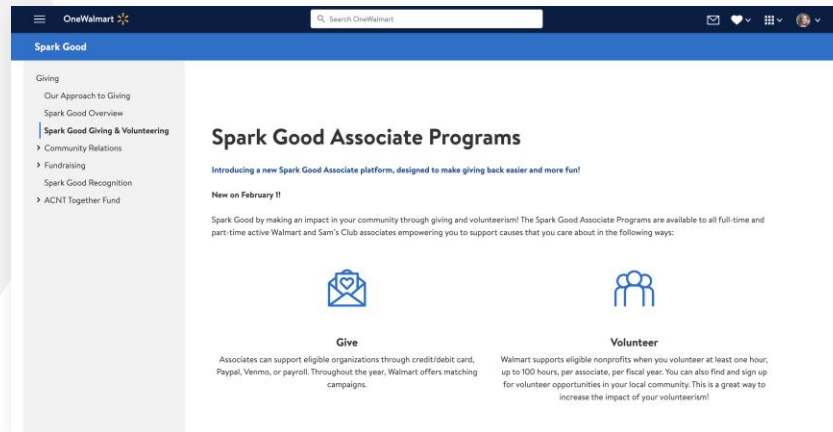 OneWalmart
Search OneWalmart
Spark Good
Giving
Our Approach to Giving
Spark Good Overview
Spark Good Giving & Volunteering
Community Relations
Fundraising
Spark Good Recognition
ACNT Together Fund
Spark Good Associate Programs
Introducing a new Spark Good Associate platform, designed to make giving back easier and more fun!
New on February 1!
Spark Good by making an impact in your community through giving and volunteerism! The Spark Good Associate Programs are available to all full-time and
part-time active Walmart and Sam's Club associates empowering you to support causes that you care about in the following ways:
Give
Associates can support eligible organizations through credit/debit card,
Paypal, Venmo, or payroll. Throughout the year, Walmart offers matching
campaigns.
Volunteer
Walmart supports eligible nonprofits when you volunteer at least one hour,
up to 100 hours, per associate, per fiscal year. You can also find and sign up
for volunteer opportunities in your local community. This is a great way to
increase the impact of your volunteerism!